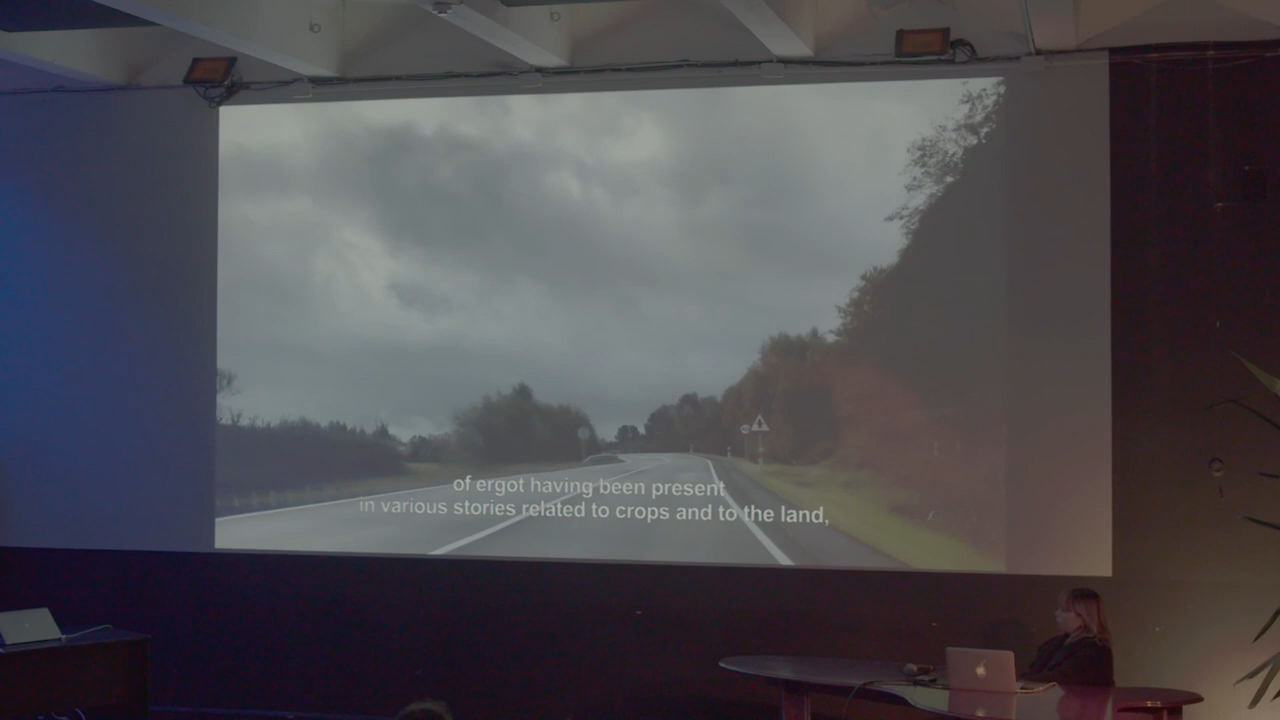 of ergot having been present
in various stories related to crops and to the land,